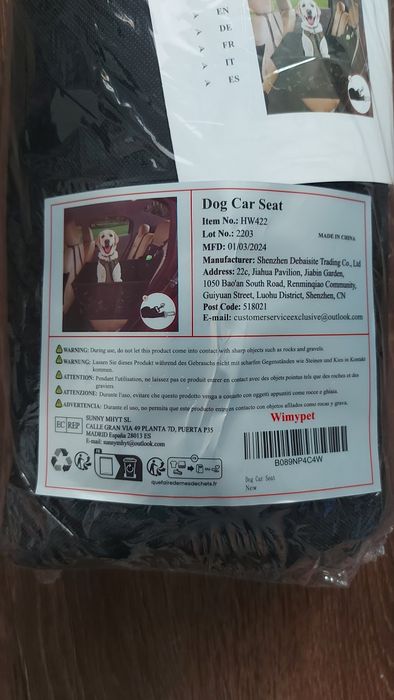 EN
DE
FR
IT
ES
Dog Car Seat
Item No.: HW422
Lot No.: 2203
MADE IN CHINA
MFD: 01/03/2024
Manufacturer: Shenzhen Debaisite Trading Co., Ltd
Address: 22c, Jiahua Pavilion, Jiabin Garden,
1050 Bao'an South Road, Renminqiao Community,
Guiyuan Street, Luohu District, Shenzhen, CN
Post Code: 518021
E-mail: customerserviceexclusive@outlook.com
WARNING: During use, do not let this product come into contact with sharp objects such as rocks and gravels.
WARNUNG: Lassen Sie dieses Produkt während des Gebrauchs nicht mit scharfen Gegenständen wie Steinen und Kies in Kontakt
kommen.
ATTENTION: Pendant l'utilisation, ne laissez pas ce produit entrer en contact avec des objets pointus tels que des roches et des
graviers.
ATTENZIONE: Durante l'uso, evitare che questo prodotto venga a contatto con oggetti appuntiti come rocce e ghiaia.
ADVERTENCIA: Durante el uso, no permita que este producto entre en contacto con objetos afilados como rocas y grava.
EC REP
SUNNY MHYT SL
CALLE GRAN VIA 49 PLANTA 7D, PUERTA P35
MADRID España 28013 ES
E-mail: sunnymhyt@outlook.com
Wimypet
B089NP4C4W
Dog Car Seat
New
quefairedemesdechets.fr